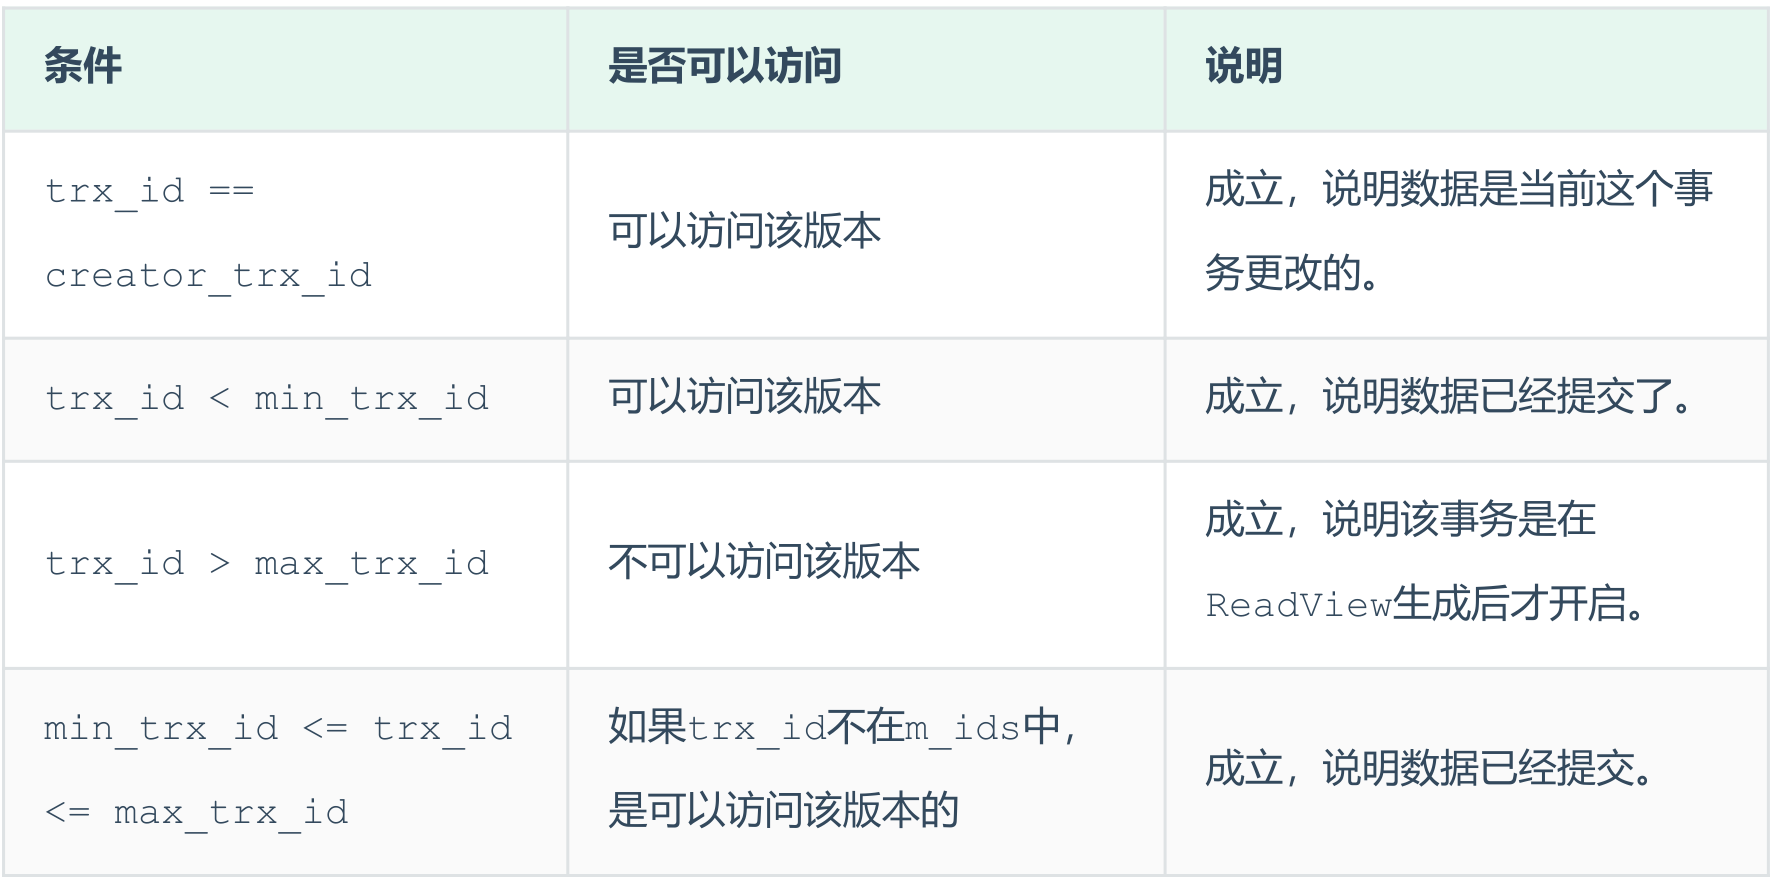 条件
是否可以访问
说明
trx_id ==
creator_trx_id
可以访问该版本
成立，说明数据是当前这个事
务更改的。
trx_id < min_trx_id
可以访问该版本
成立，说明数据已经提交了。
trx_id > max_trx_id
不可以访问该版本
成立，说明该事务是在
ReadView生成后才开启。
min_trx_id <= trx_id
<= max_trx_id
如果trx_id不在m_ids中，
是可以访问该版本的
成立，说明数据已经提交。